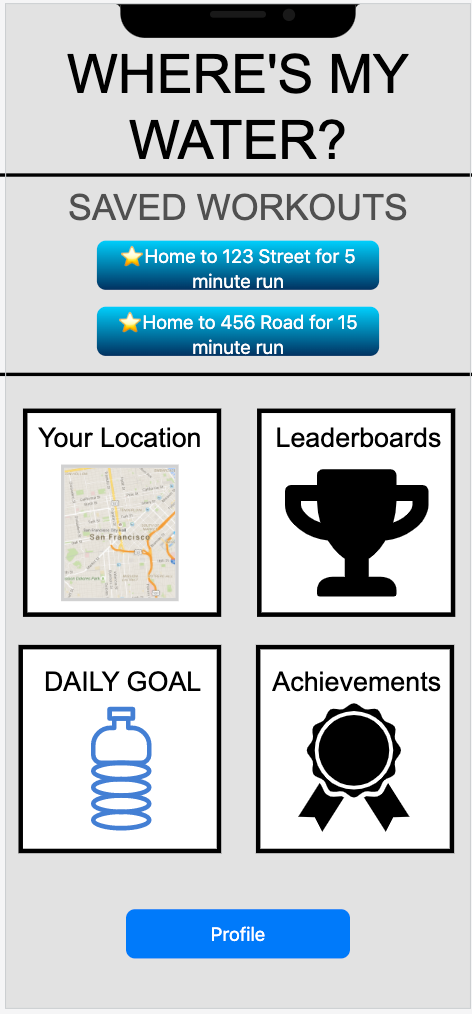 WHERE'S MY
WATER?
SAVED WORKOUTS
⭐Home to 123 Street for 5
minute run
⭐Home to 456 Road for 15
minute run
Your Location
Leaderboards
San Francisco
DAILY GOAL
Achievements
Profile